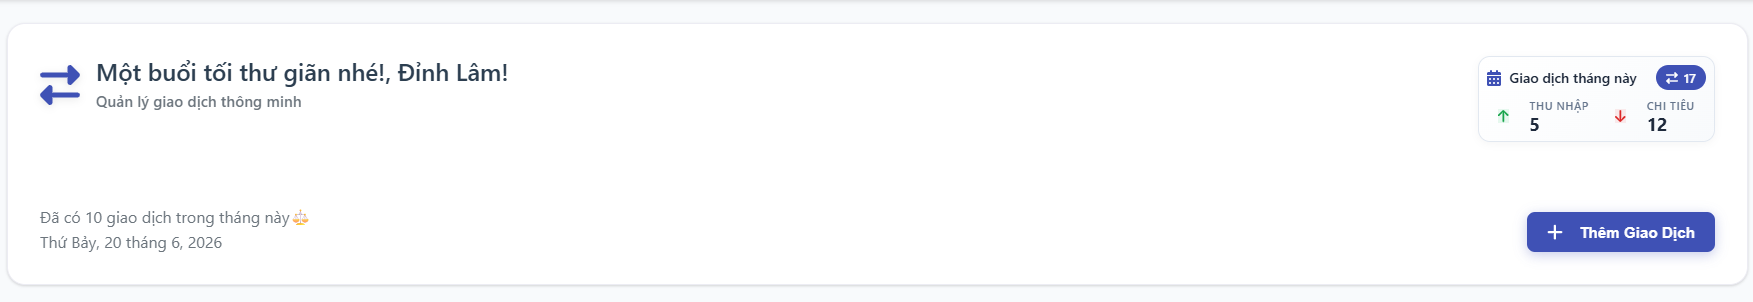 Một buổi tối thư giãn nhé!, Đỉnh Lâm!
Quản lý giao dịch thông minh
Giao dịch tháng này
17
THU NHẬP
5
CHI TIÊU
12
Đã có 10 giao dịch trong tháng này
Thứ Bảy, 20 tháng 6, 2026
Thêm Giao Dịch